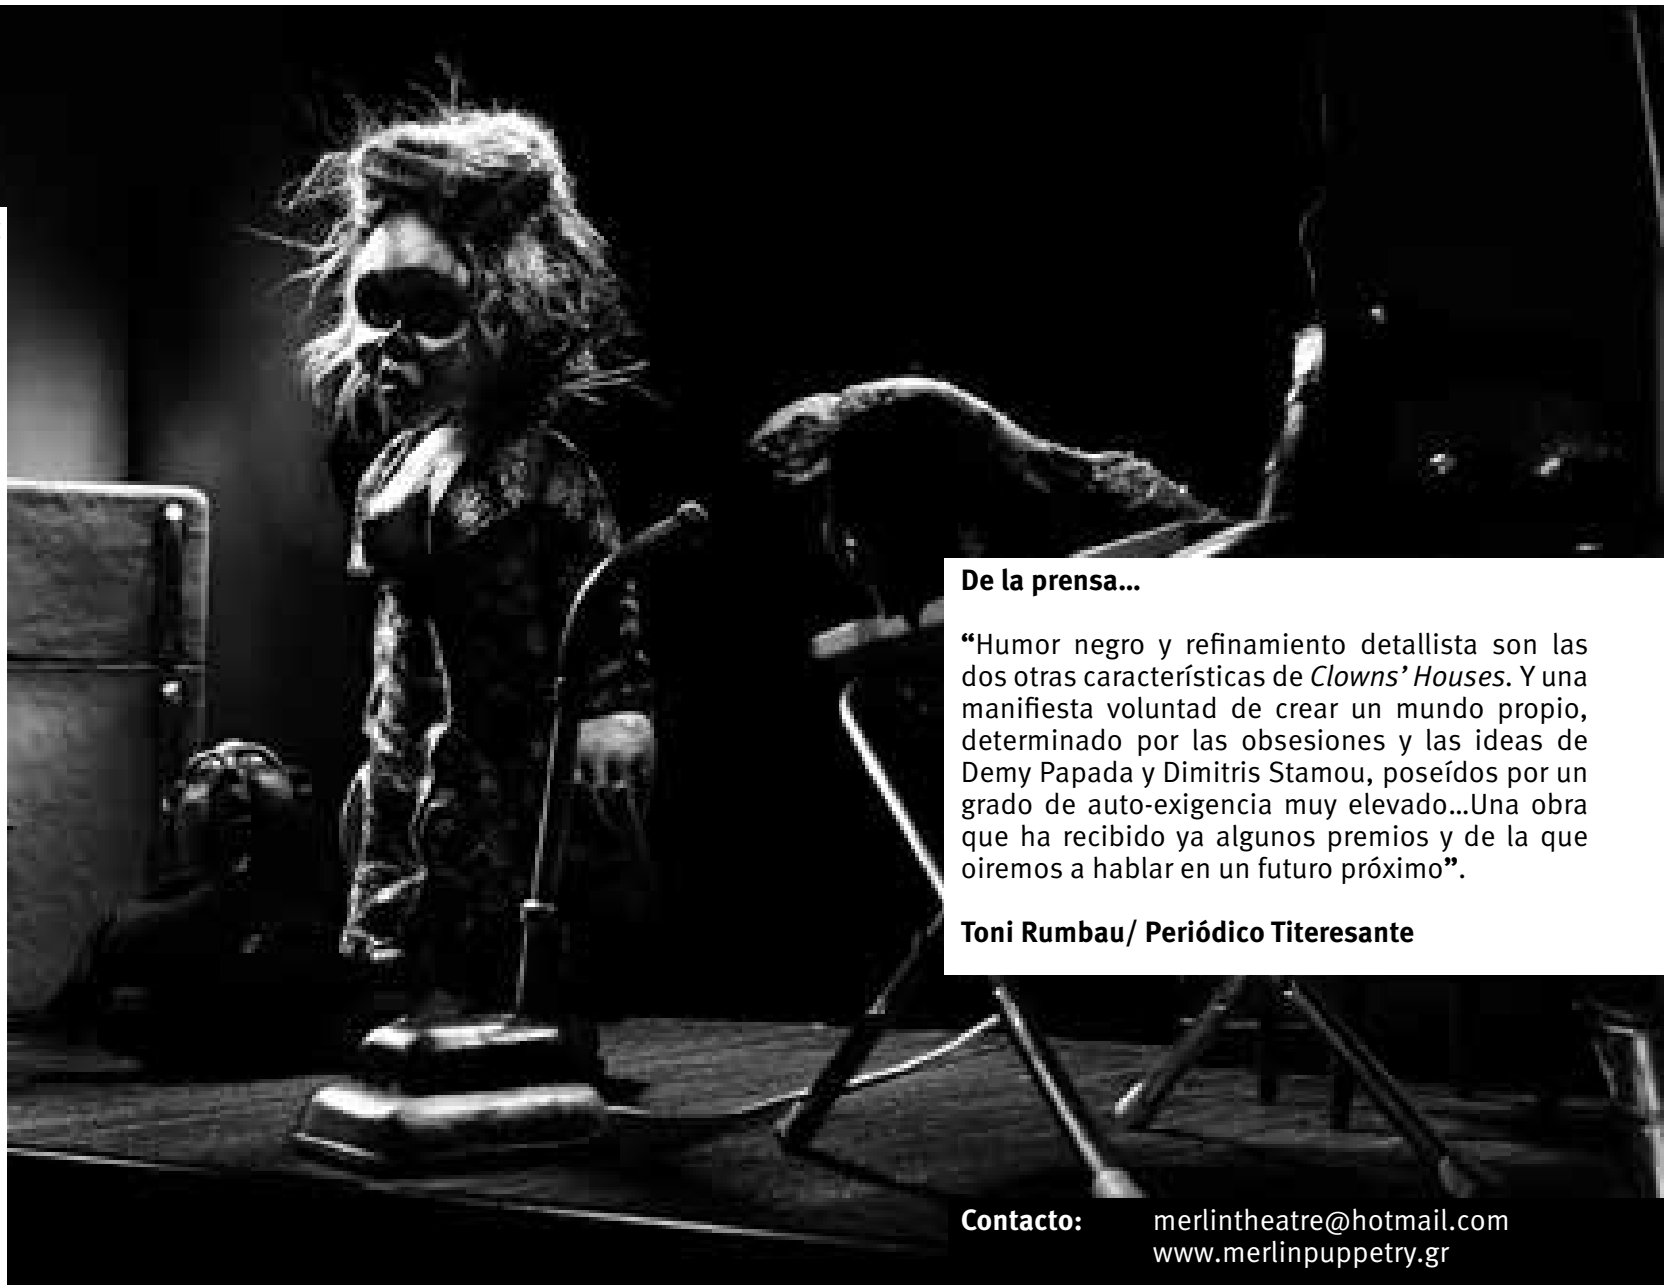 De la prensa...
“Humor negro y refinamiento detallista son las
dos otras características de Clowns’ Houses. Y una
manifiesta voluntad de crear un mundo propio,
determinado por las obsesiones y las ideas de
Demy Papada y Dimitris Stamou, poseídos por un
grado de auto-exigencia muy elevado...Una obra
que ha recibido ya algunos premios y de la que
oiremos a hablar en un futuro próximo”.
Toni Rumbau/ Periódico Titeresante
Contacto: merlintheatre@hotmail.com
www.merlinpuppetry.gr